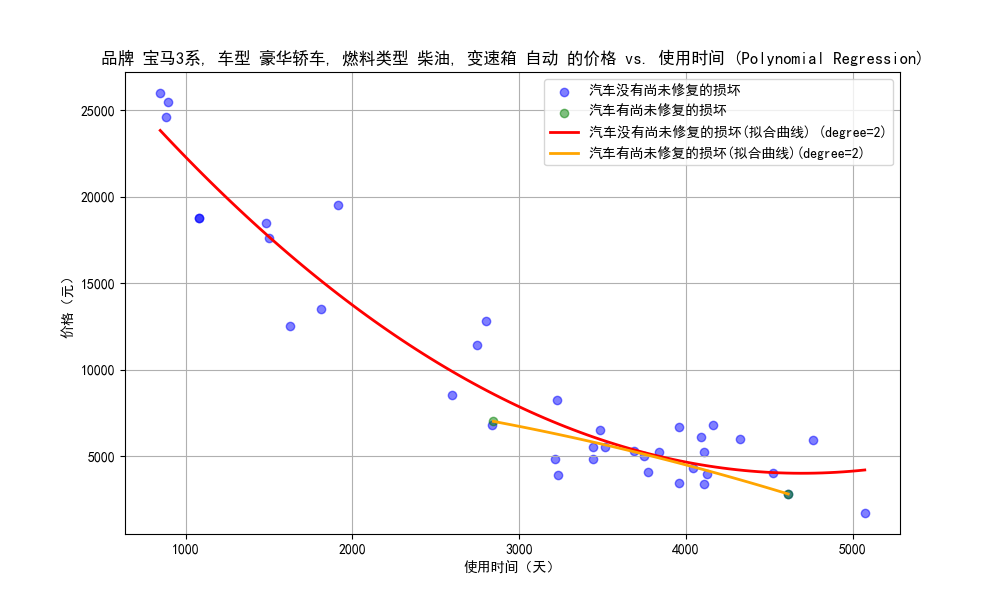 品牌 宝马3系, 车型 豪华轿车, 燃料类型 柴油, 变速箱 自动 的价格 vs. 使用时间 (Polynomial Regression)
汽车没有尚未修复的损坏
汽车有尚未修复的损坏
汽车没有尚未修复的损坏(拟合曲线) (degree=2)
汽车有尚未修复的损坏(拟合曲线)(degree=2)
价格（元）
25000
20000
15000
10000
5000
1000 2000 3000 4000 5000
使用时间（天）